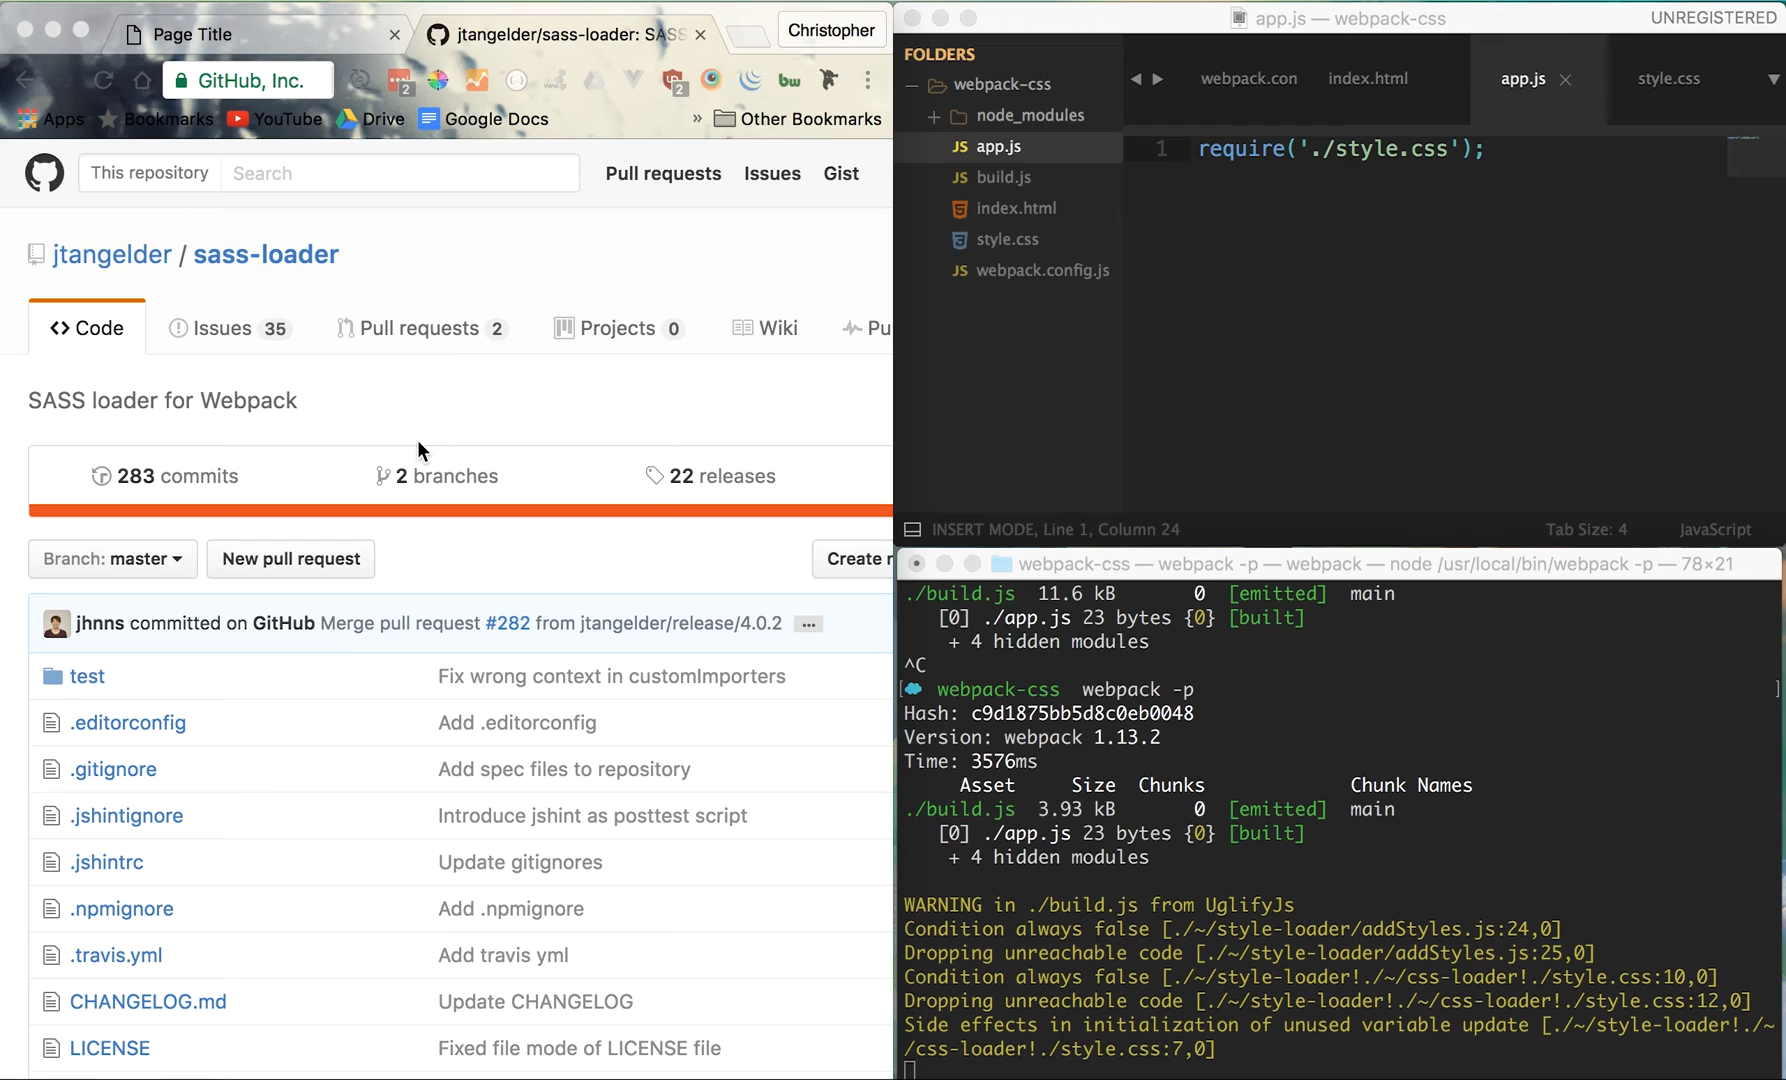 Page Title
jtangelder/sass-loader: SASS
Christopher
GitHub, Inc.
2
2
bw
Apps
Bookmarks
YouTube
Drive
Google Docs
»
Other Bookmarks
This repository
Search
Pull requests
Issues
Gist
jtangelder / sass-loader
Code
Issues 35
Pull requests 2
Projects 0
Wiki
Pu
SASS loader for Webpack
283 commits
2 branches
22 releases
Branch: master
New pull request
Create n
jhnns committed on GitHub Merge pull request #282 from jtangelder/release/4.0.2 ...
test
Fix wrong context in customImporters
.editorconfig
Add .editorconfig
.gitignore
Add spec files to repository
.jshintignore
Introduce jshint as posttest script
.jshintrc
Update gitignores
.npmignore
Add .npmignore
.travis.yml
Add travis yml
CHANGELOG.md
Update CHANGELOG
LICENSE
Fixed file mode of LICENSE file
app.js — webpack-css
UNREGISTERED
FOLDERS
webpack-css
node_modules
JS app.js
JS build.js
index.html
style.css
JS webpack.config.js
webpack.con
index.html
app.js
style.css
1 require('./style.css');
INSERT MODE, Line 1, Column 24
Tab Size: 4
JavaScript
webpack-css — webpack -p — webpack — node /usr/local/bin/webpack -p — 78×21
./build.js 11.6 kB 0 [emitted] main
[0] ./app.js 23 bytes {0} [built]
+ 4 hidden modules
^C
[ webpack-css webpack -p ]
Hash: c9d1875bb5d8c0eb0048
Version: webpack 1.13.2
Time: 3576ms
Asset Size Chunks Chunk Names
./build.js 3.93 kB 0 [emitted] main
[0] ./app.js 23 bytes {0} [built]
+ 4 hidden modules
WARNING in ./build.js from UglifyJs
Condition always false [./~/style-loader/addStyles.js:24,0]
Dropping unreachable code [./~/style-loader/addStyles.js:25,0]
Condition always false [./~/style-loader!./~/css-loader!./style.css:10,0]
Dropping unreachable code [./~/style-loader!./~/css-loader!./style.css:12,0]
Side effects in initialization of unused variable update [./~/style-loader!./~
/css-loader!./style.css:7,0]